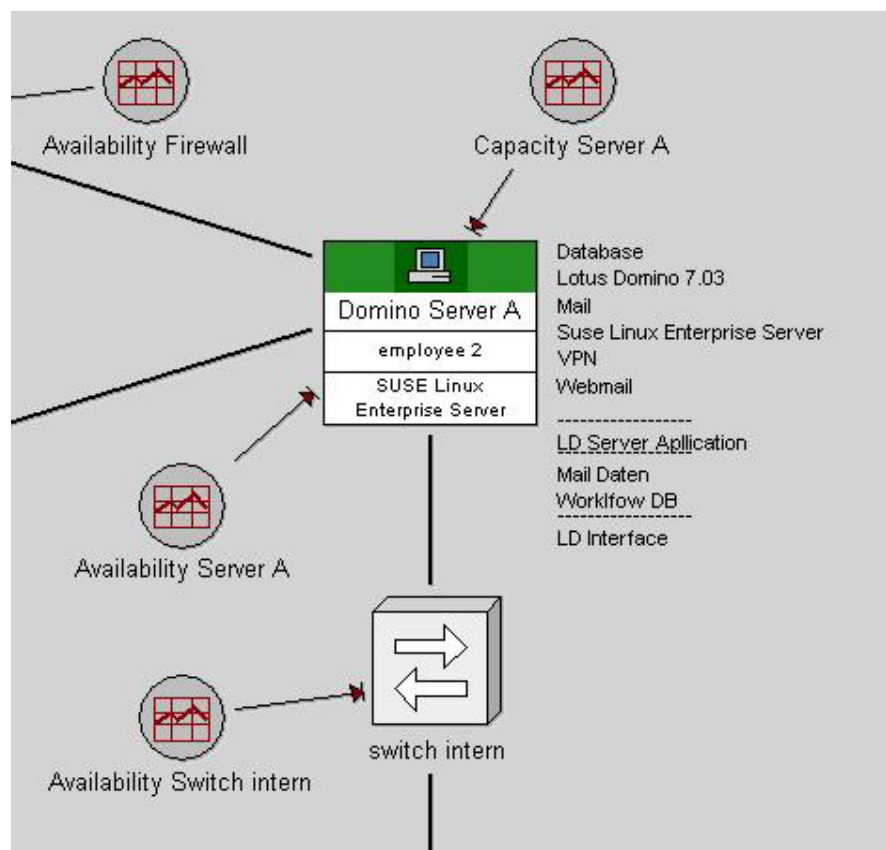 Availability Firewall
Capacity Server A
Domino Server A
employee 2
SUSE Linux
Enterprise Server
Database
Lotus Domino 7.03
Mail
Suse Linux Enterprise Server
VPN
Webmail
------------------
LD Server Apllication
------------------
Mail Daten
Worklfow DB
------------------
LD Interface
Availability Server A
switch intern
Availability Switch intern